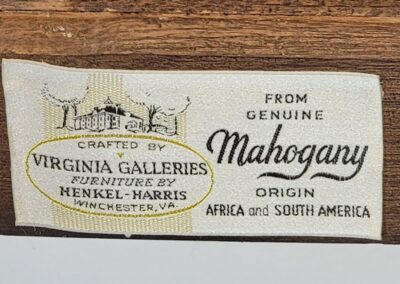 CRAFTED BY
VIRGINIA GALLERIES
FURNITURE BY
HENKEL-HARRIS
WINCHESTER, VA.
FROM
GENUINE
Mahogany
ORIGIN
AFRICA and SOUTH AMERICA